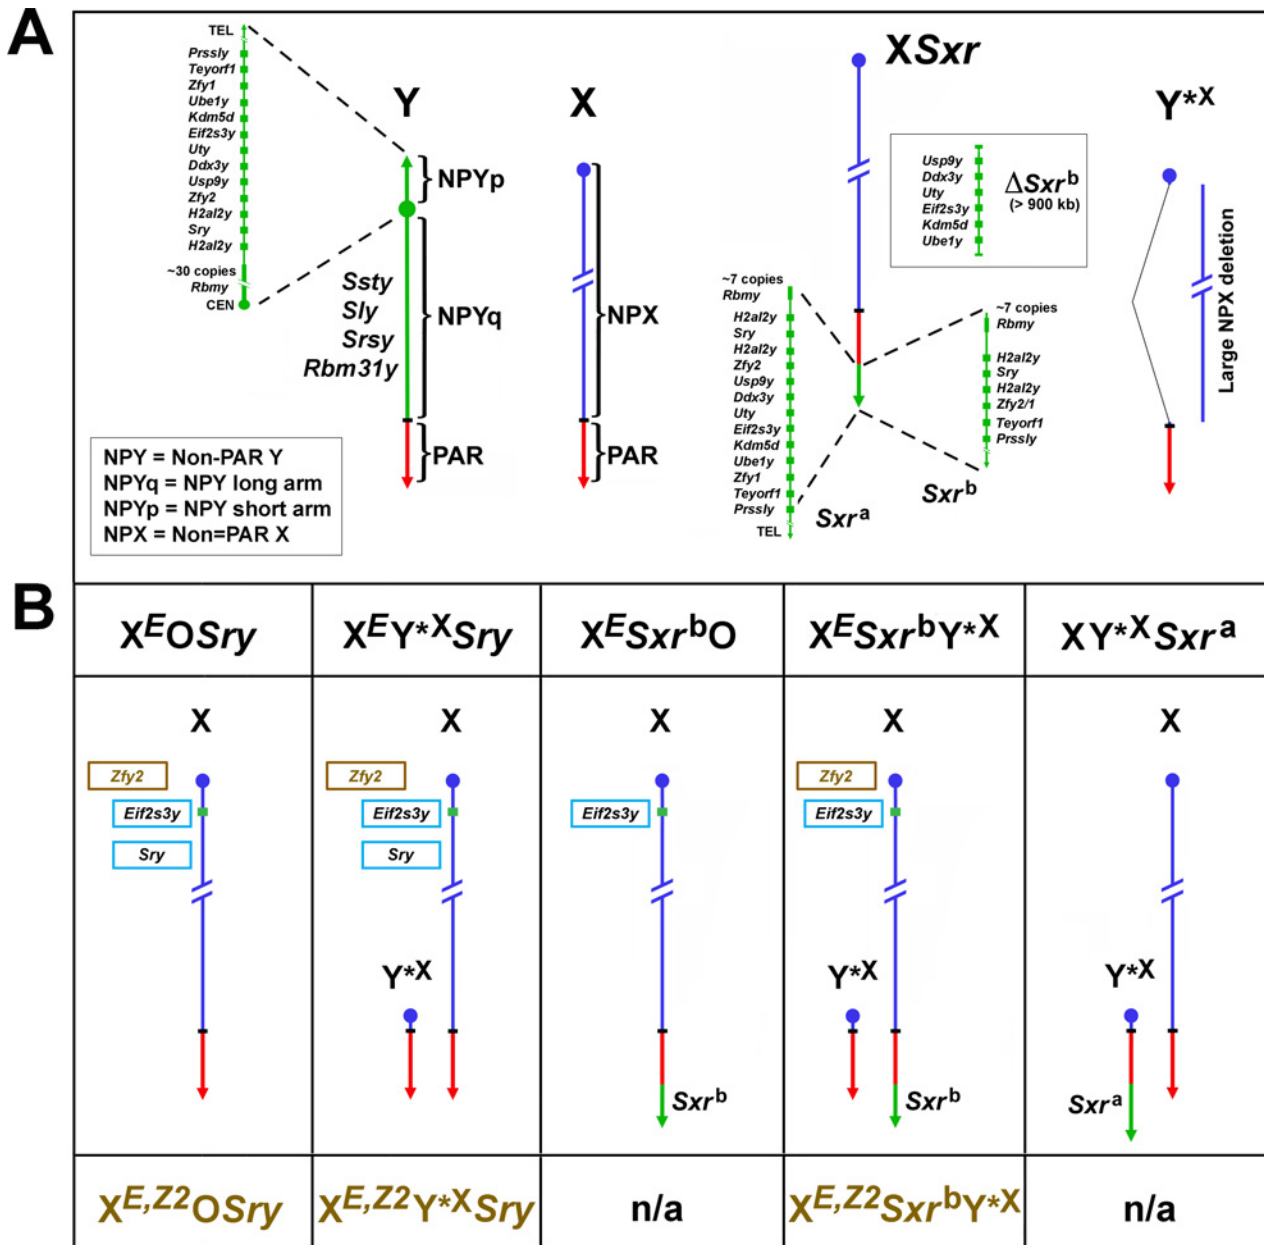 A
TEL
Prssly
Teyorf1
Zfy1
Ube1y
Kdm5d
Eif2s3y
Uty
Ddx3y
Usp9y
Zfy2
H2al2y
Sry
H2al2y
~30 copies
Rbmy
CEN
Y
NPYp
Ssty
Sly
Srsy
Rbm31y
NPYq
PAR
X
NPX
PAR
NPY = Non-PAR Y
NPYq = NPY long arm
NPYp = NPY short arm
NPX = Non=PAR X
XSxr
Usp9y
Ddx3y
Uty
Eif2s3y
Kdm5d
Ube1y
ΔSxrᵇ
(> 900 kb)
~7 copies
Rbmy
H2al2y
Sry
H2al2y
Zfy2
Usp9y
Ddx3y
Uty
Eif2s3y
Kdm5d
Ube1y
Zfy1
Teyorf1
Prssly
TEL
Sxrᵃ
~7 copies
Rbmy
H2al2y
Sry
H2al2y
Zfy2/1
Teyorf1
Prssly
Sxrᵇ
Y*ˣ
Large NPX deletion
B
XᴱOSry
XᴱY*ˣSry
XᴱSxrᵇO
XᴱSxrᵇY*ˣ
XY*ˣSxrᵃ
X
Zfy2
Eif2s3y
Sry
X
Zfy2
Eif2s3y
Sry
Y*ˣ
X
Eif2s3y
Sxrᵇ
X
Zfy2
Eif2s3y
Y*ˣ
Sxrᵇ
X
Y*ˣ
Sxrᵃ
X^E,Z2OSry
X^E,Z2Y*ˣSry
n/a
X^E,Z2SxrᵇY*ˣ
n/a